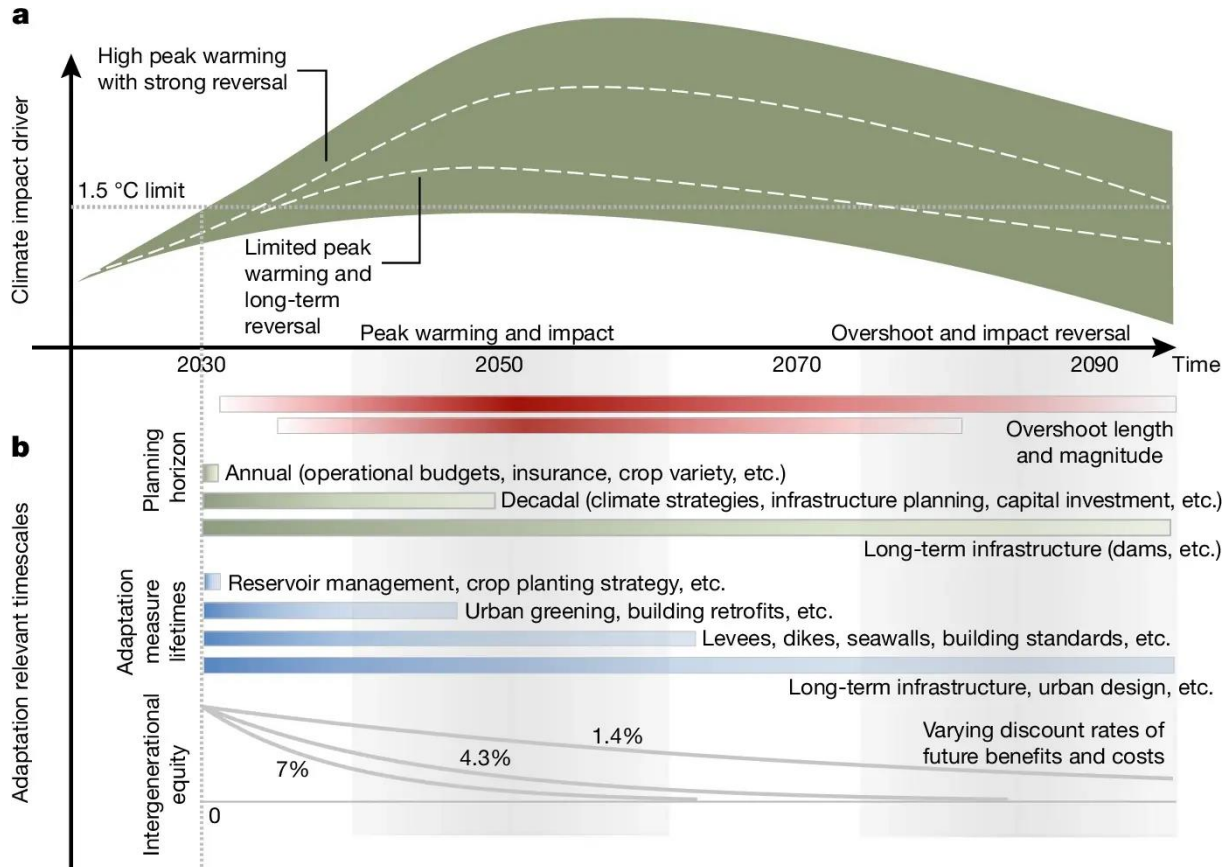 a
High peak warming
with strong reversal
Climate impact driver
1.5 °C limit
Limited peak
warming and
long-term
reversal
Peak warming and impact
Overshoot and impact reversal
2030
2050
2070
2090
Time
b
Adaptation relevant timescales
Overshoot length
and magnitude
Planning
horizon
Annual (operational budgets, insurance, crop variety, etc.)
Decadal (climate strategies, infrastructure planning, capital investment, etc.)
Long-term infrastructure (dams, etc.)
Adaptation
measure
lifetimes
Reservoir management, crop planting strategy, etc.
Urban greening, building retrofits, etc.
Levees, dikes, seawalls, building standards, etc.
Long-term infrastructure, urban design, etc.
Intergenerational
equity
1.4%
4.3%
7%
Varying discount rates of
future benefits and costs
0